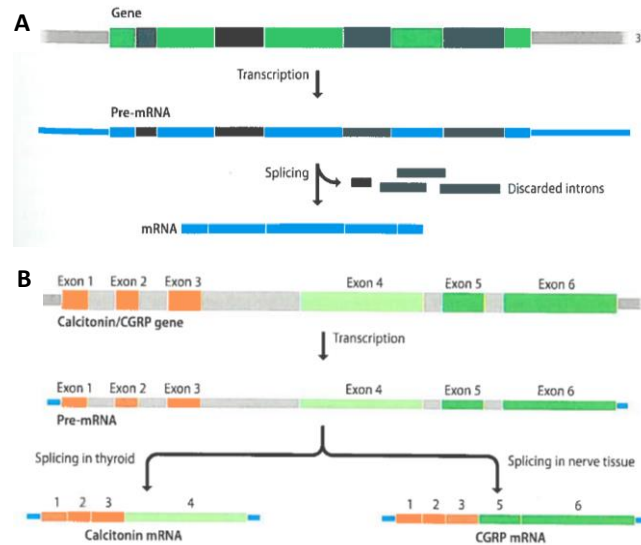 A
Gene
3
Transcription
Pre-mRNA
Splicing
Discarded introns
mRNA
B
Exon 1 Exon 2 Exon 3 Exon 4 Exon 5 Exon 6
Calcitonin/CGRP gene
Transcription
Exon 1 Exon 2 Exon 3 Exon 4 Exon 5 Exon 6
Pre-mRNA
Splicing in thyroid Splicing in nerve tissue
1 2 3 4 1 2 3 5 6
Calcitonin mRNA CGRP mRNA